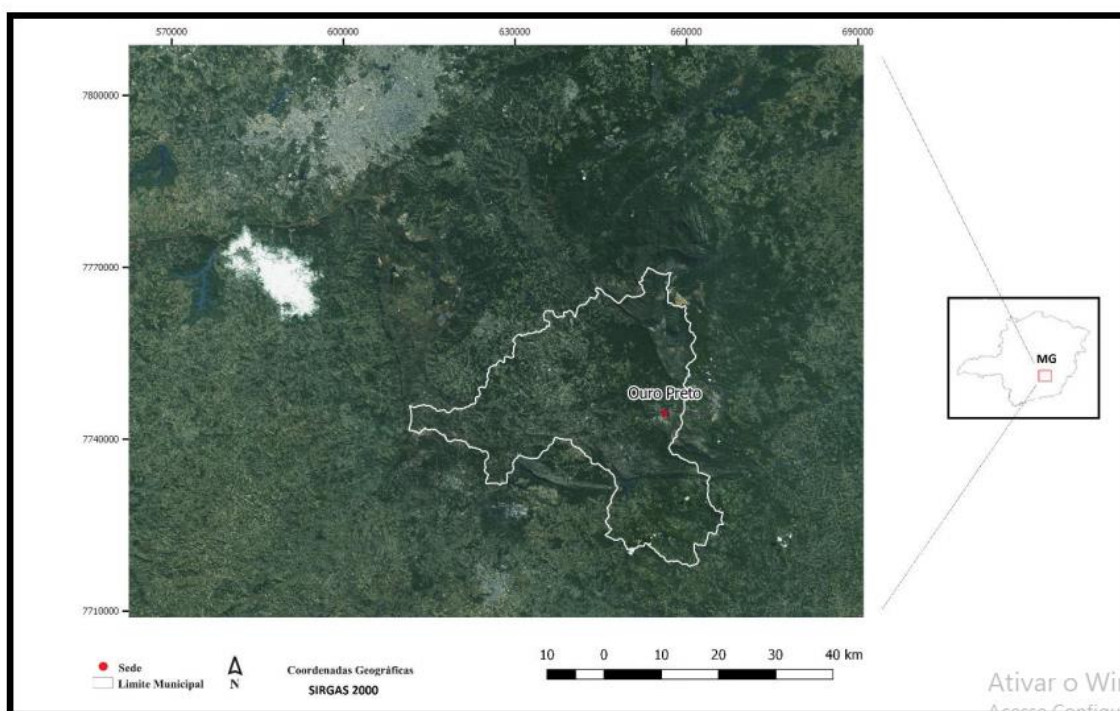 570000 600000 630000 660000 690000
7800000
7770000
MG
Ouro Preto
7740000
7710000
10 0 10 20 30 40 km
Sede
Limite Municipal
N
Coordenadas Geográficas
SIRGAS 2000
Ativar o Win